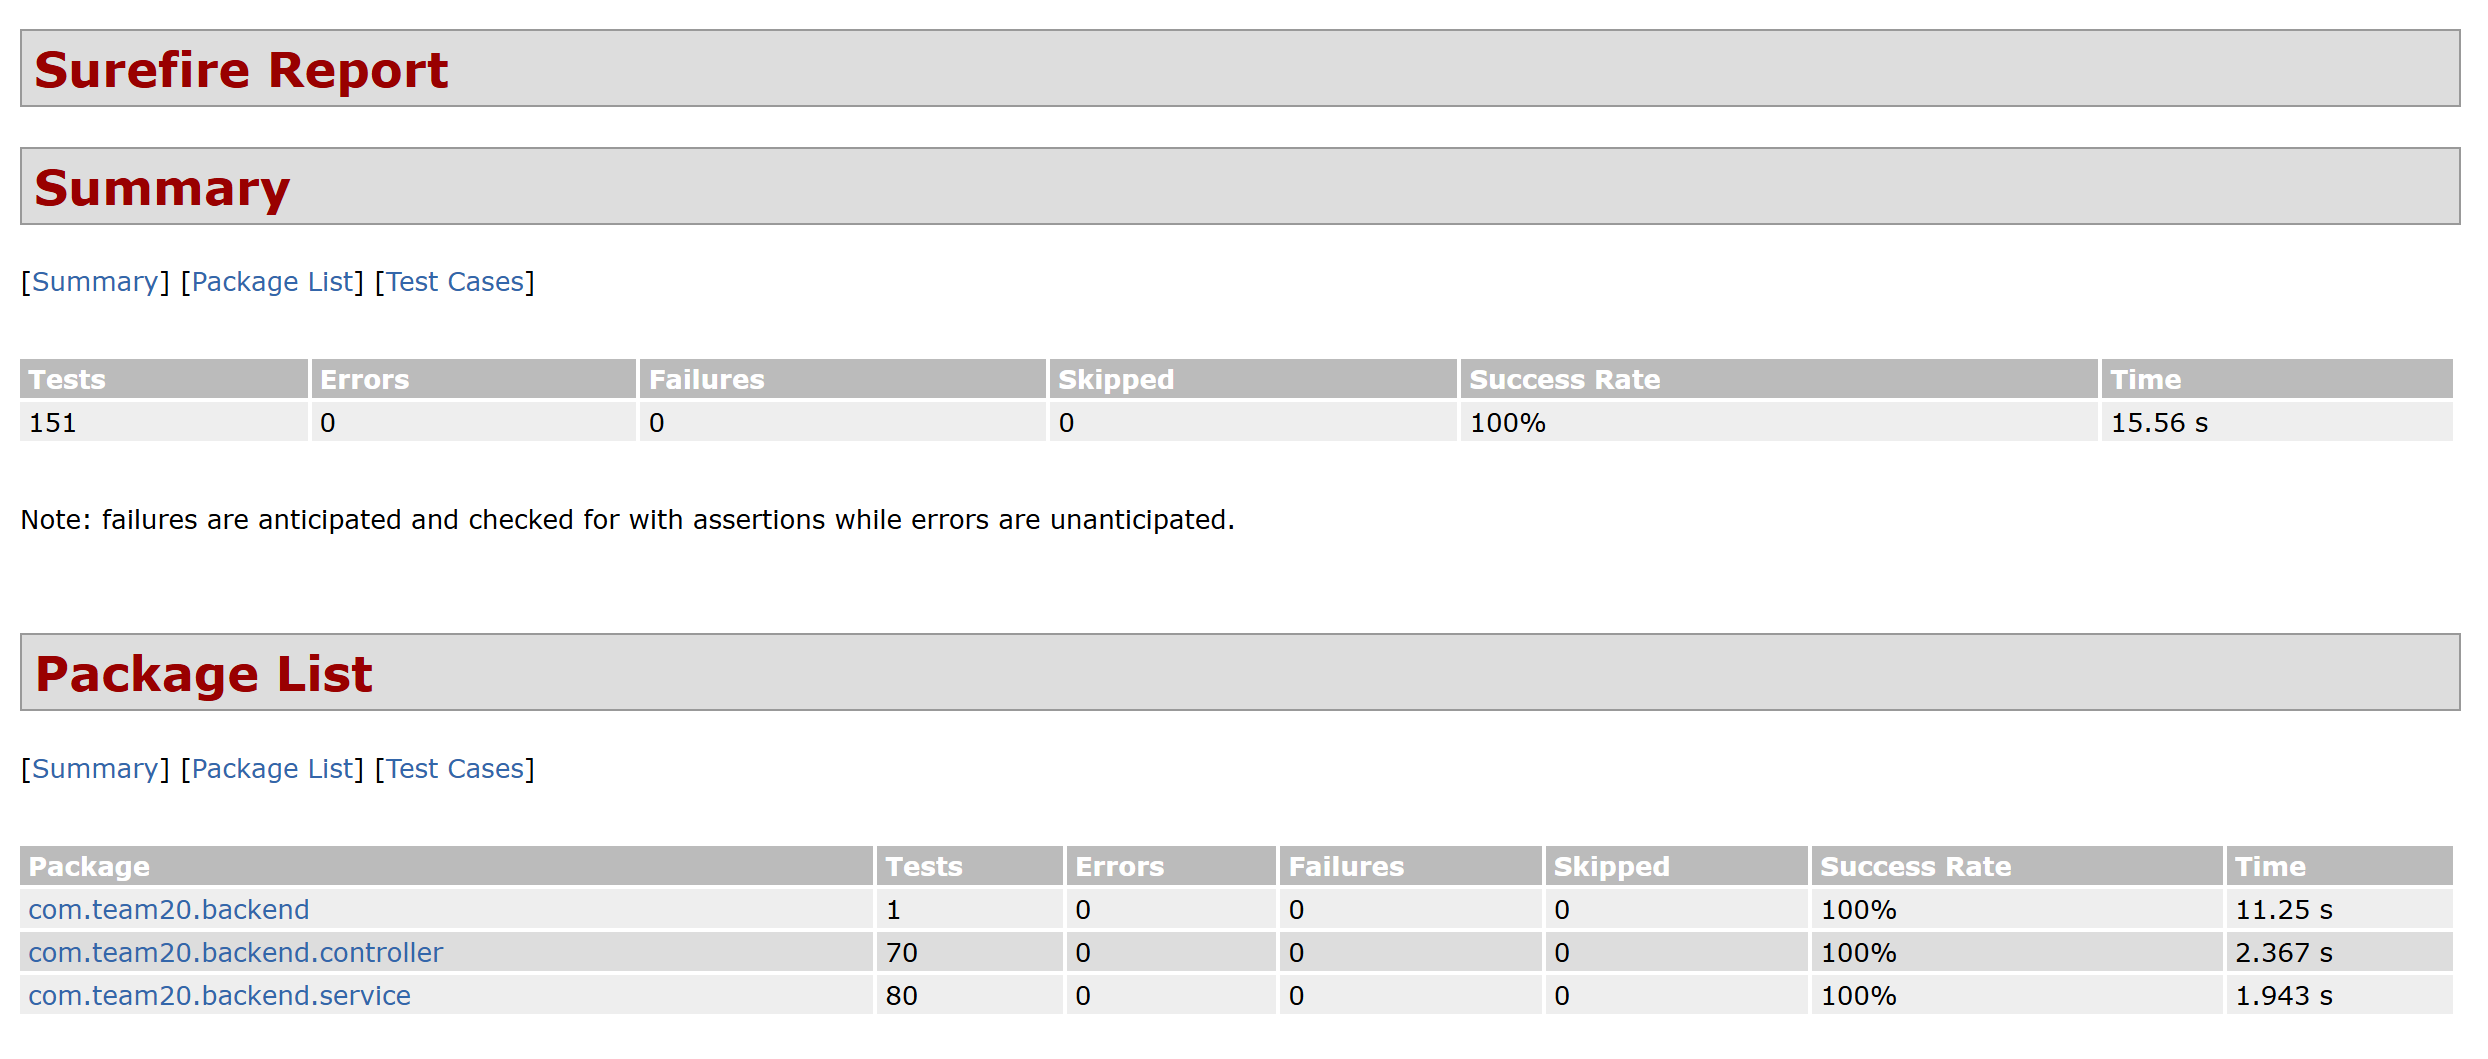 Surefire Report
Summary
[Summary] [Package List] [Test Cases]
Tests Errors Failures Skipped Success Rate Time
151 0 0 0 100% 15.56 s
Note: failures are anticipated and checked for with assertions while errors are unanticipated.
Package List
[Summary] [Package List] [Test Cases]
Package Tests Errors Failures Skipped Success Rate Time
com.team20.backend 1 0 0 0 100% 11.25 s
com.team20.backend.controller 70 0 0 0 100% 2.367 s
com.team20.backend.service 80 0 0 0 100% 1.943 s